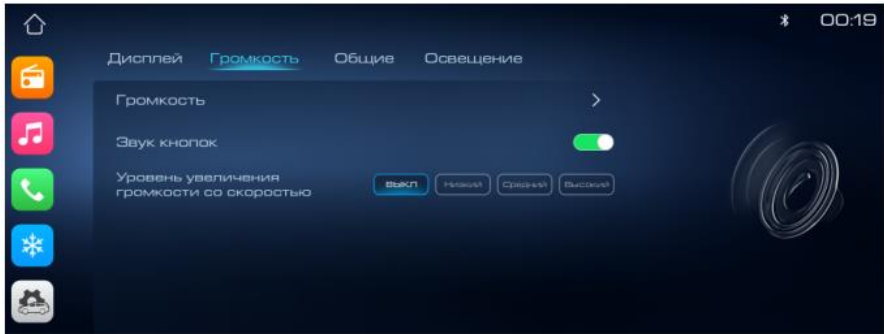 00:19
Дисплей Громкость Общие Освещение
Громкость
Звук кнопок
Уровень увеличения
громкости со скоростью
ВЫКЛ Низкий Средний Высокий